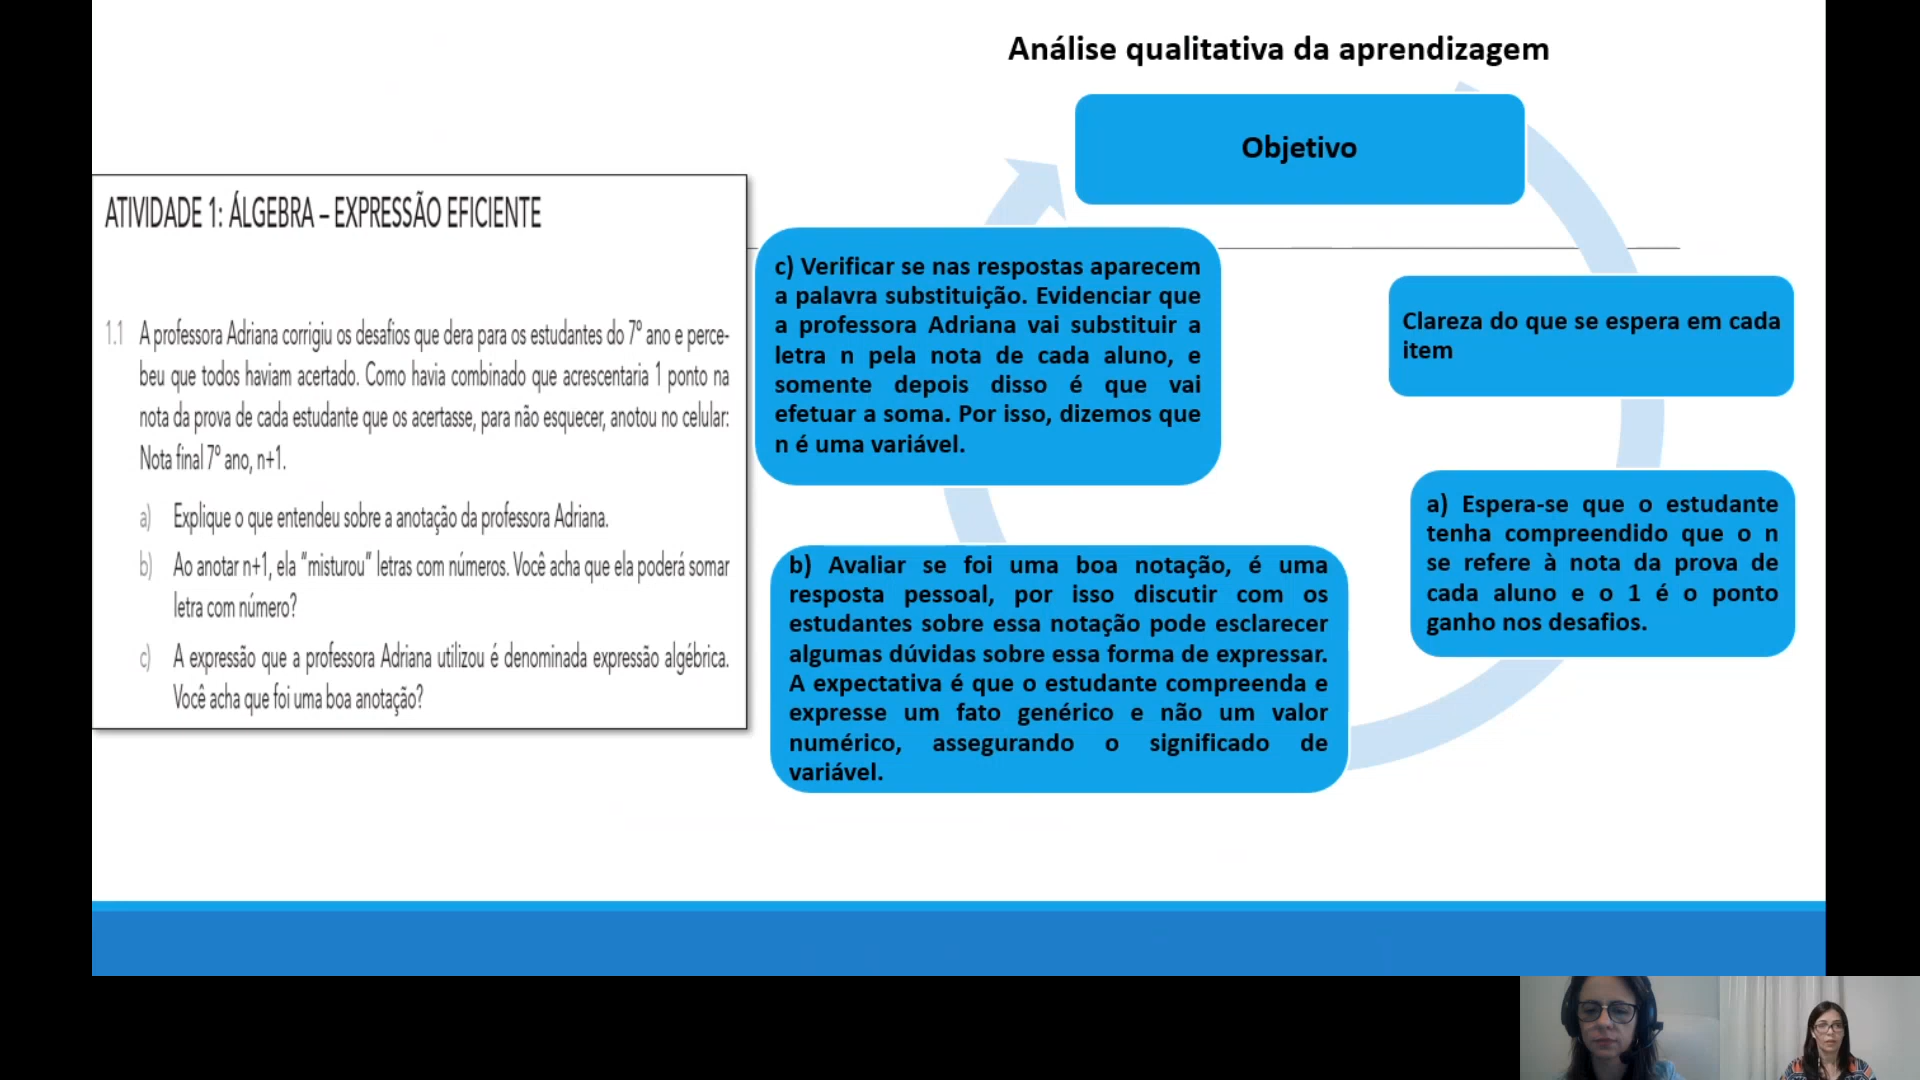 Análise qualitativa da aprendizagem
Objetivo
Clareza do que se espera em cada
item
a) Espera-se que o estudante
tenha compreendido que o n
se refere à nota da prova de
cada aluno e o 1 é o ponto
ganho nos desafios.
b) Avaliar se foi uma boa notação, é uma
resposta pessoal, por isso discutir com os
estudantes sobre essa notação pode esclarecer
algumas dúvidas sobre essa forma de expressar.
A expectativa é que o estudante compreenda e
expresse um fato genérico e não um valor
numérico, assegurando o significado de
variável.
c) Verificar se nas respostas aparecem
a palavra substituição. Evidenciar que
a professora Adriana vai substituir a
letra n pela nota de cada aluno, e
somente depois disso é que vai
efetuar a soma. Por isso, dizemos que
n é uma variável.
ATIVIDADE 1: ÁLGEBRA – EXPRESSÃO EFICIENTE
1.1 A professora Adriana corrigiu os desafios que dera para os estudantes do 7º ano e perce-
beu que todos haviam acertado. Como havia combinado que acrescentaria 1 ponto na
nota da prova de cada estudante que os acertasse, para não esquecer, anotou no celular:
Nota final 7º ano, n+1.
a) Explique o que entendeu sobre a anotação da professora Adriana.
b) Ao anotar n+1, ela “misturou” letras com números. Você acha que ela poderá somar
letra com número?
c) A expressão que a professora Adriana utilizou é denominada expressão algébrica.
Você acha que foi uma boa anotação?